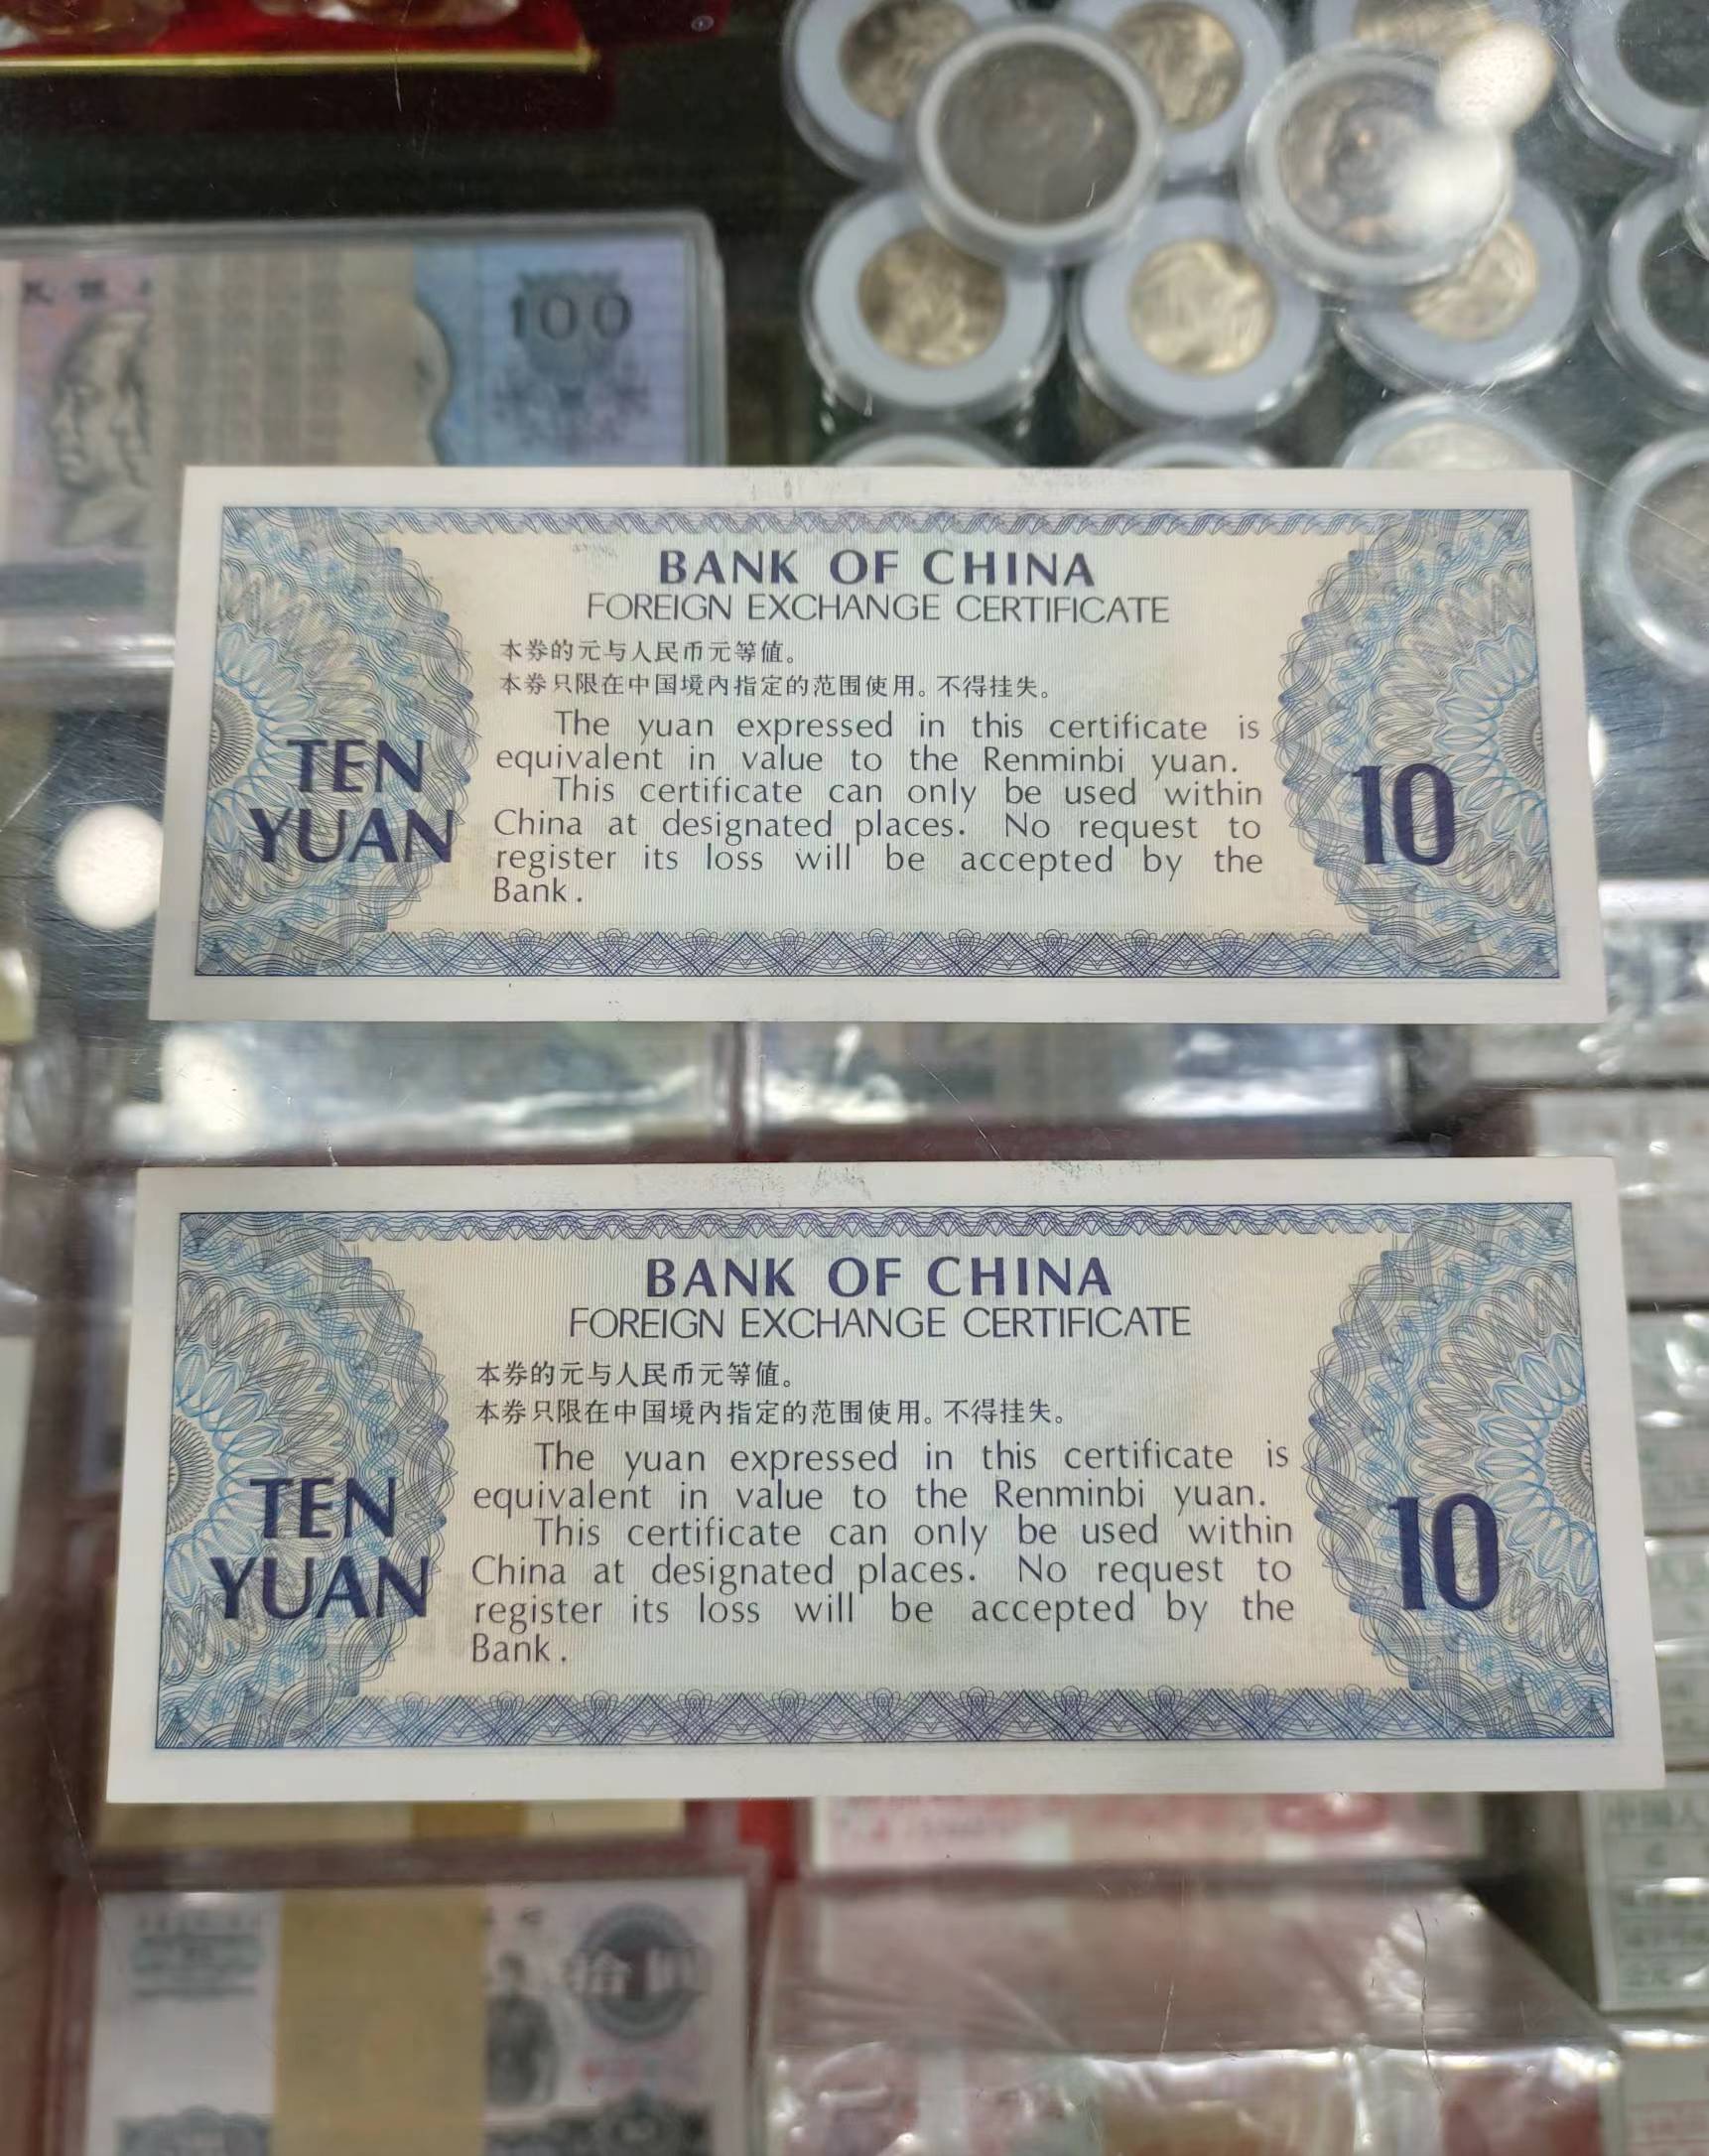 100
BANK OF CHINA
FOREIGN EXCHANGE CERTIFICATE
本券的元与人民币元等值。
本券只限在中国境内指定的范围使用。不得挂失。
The yuan expressed in this certificate is
equivalent in value to the Renminbi yuan.
This certificate can only be used within
China at designated places. No request to
register its loss will be accepted by the
Bank.
TEN
YUAN
10
BANK OF CHINA
FOREIGN EXCHANGE CERTIFICATE
本券的元与人民币元等值。
本券只限在中国境内指定的范围使用。不得挂失。
The yuan expressed in this certificate is
equivalent in value to the Renminbi yuan.
This certificate can only be used within
China at designated places. No request to
register its loss will be accepted by the
Bank.
TEN
YUAN
10